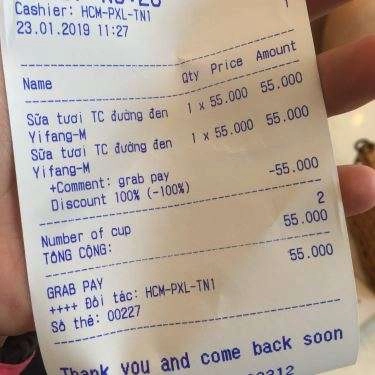 Cashier: HCM-PXL-TN1
1
23.01.2019 11:27
Name Qty Price Amount
Sữa tươi TC đường đen 1 x 55.000 55.000
Yifang-M
Sữa tươi TC đường đen 1 x 55.000 55.000
Yifang-M
+Comment: grab pay
Discount 100% (-100%) -55.000
Number of cup 2
TỔNG CỘNG: 55.000
GRAB PAY 55.000
++++ Đối tác: HCM-PXL-TN1
Số thẻ: 00227
Thank you and come back soon